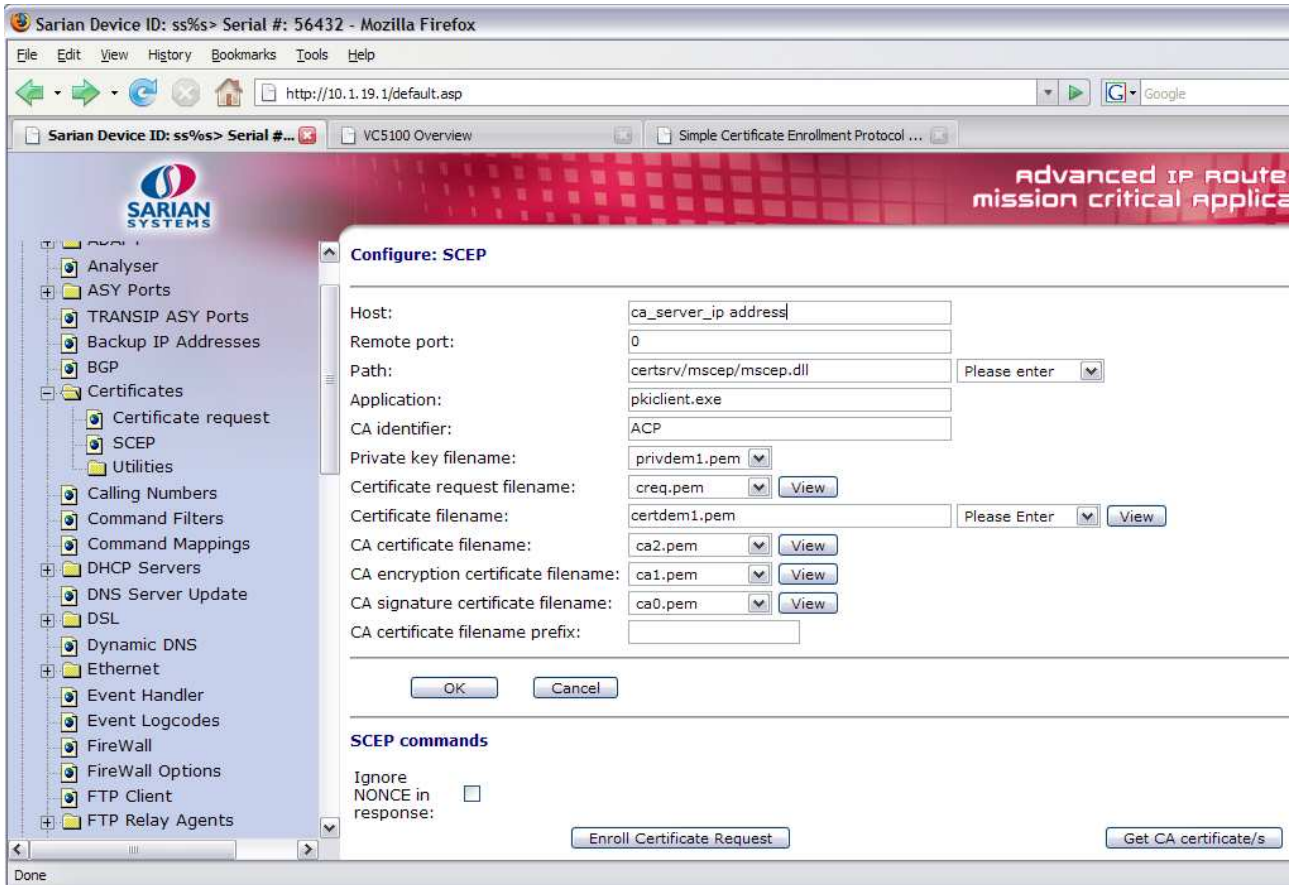 Sarian Device ID: ss%s> Serial #: 56432 - Mozilla Firefox
File Edit View History Bookmarks Tools Help
http://10.1.19.1/default.asp
G Google
Sarian Device ID: ss%s> Serial #...
VC5100 Overview
Simple Certificate Enrollment Protocol ...
SARIAN
SYSTEMS
Advanced IP Route
mission critical Applica
ADAPT
Analyser
ASY Ports
TRANSIP ASY Ports
Backup IP Addresses
BGP
Certificates
Certificate request
SCEP
Utilities
Calling Numbers
Command Filters
Command Mappings
DHCP Servers
DNS Server Update
DSL
Dynamic DNS
Ethernet
Event Handler
Event Logcodes
FireWall
FireWall Options
FTP Client
FTP Relay Agents
Configure: SCEP
Host: ca_server_ip address
Remote port: 0
Path: certsrv/mscep/mscep.dll Please enter
Application: pkiclient.exe
CA identifier: ACP
Private key filename: privdem1.pem
Certificate request filename: creq.pem View
Certificate filename: certdem1.pem Please Enter View
CA certificate filename: ca2.pem View
CA encryption certificate filename: ca1.pem View
CA signature certificate filename: ca0.pem View
CA certificate filename prefix:
OK Cancel
SCEP commands
Ignore
NONCE in
response:
Enroll Certificate Request Get CA certificate/s
Done